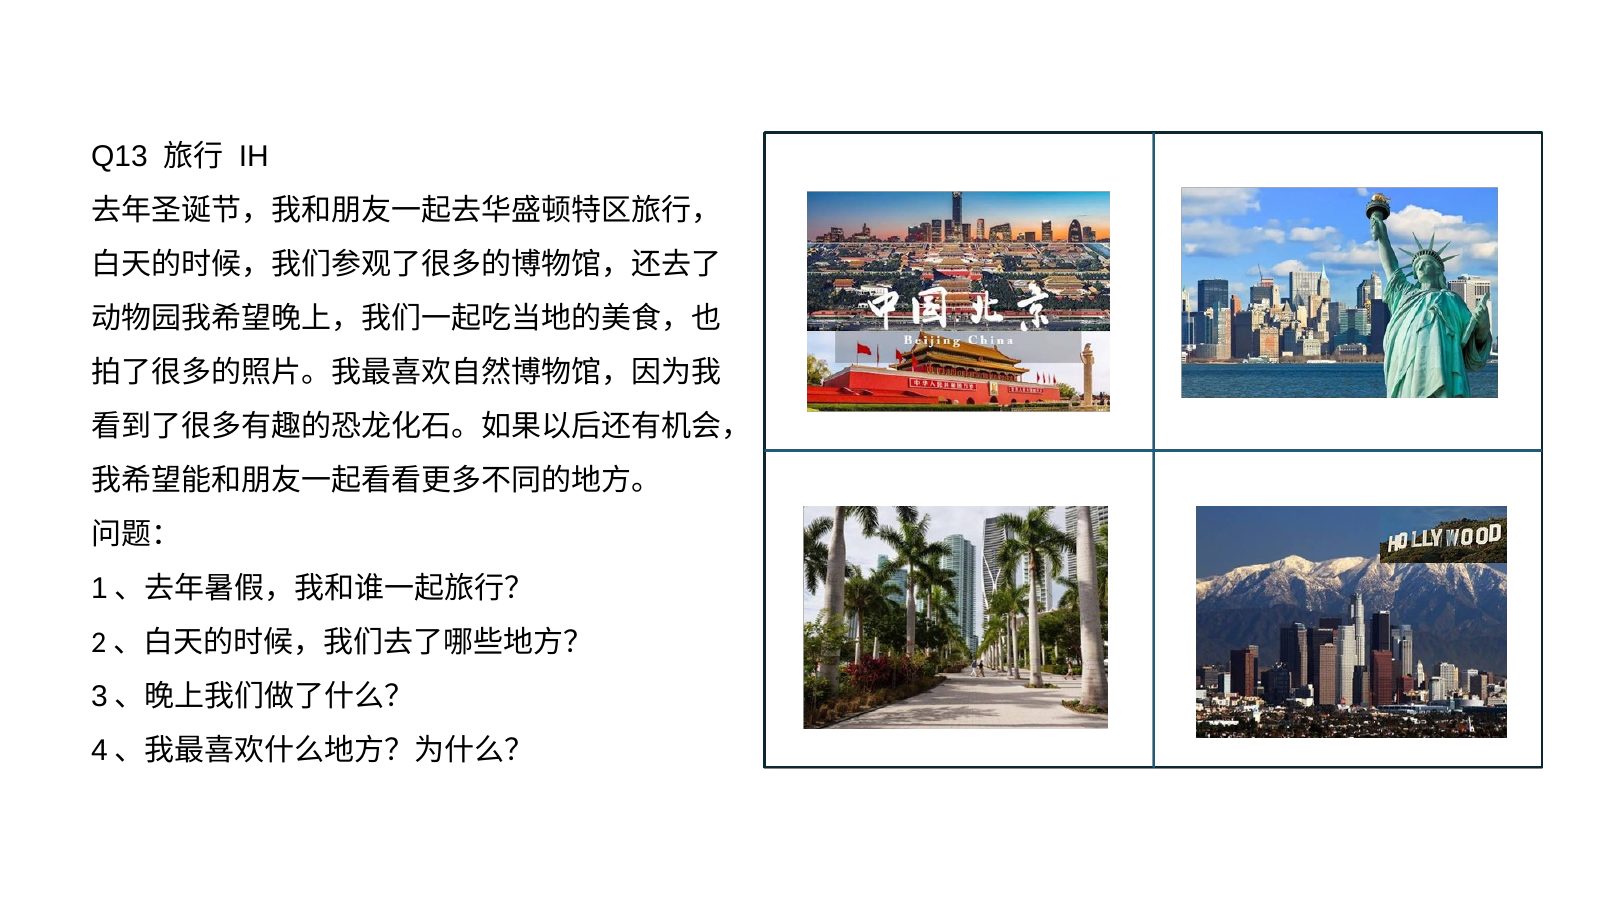 Q13 旅行 IH
去年圣诞节，我和朋友一起去华盛顿特区旅行，
白天的时候，我们参观了很多的博物馆，还去了
动物园我希望晚上，我们一起吃当地的美食，也
拍了很多的照片。我最喜欢自然博物馆，因为我
看到了很多有趣的恐龙化石。如果以后还有机会，
我希望能和朋友一起看看更多不同的地方。
问题：
1、去年暑假，我和谁一起旅行？
2、白天的时候，我们去了哪些地方？
3、晚上我们做了什么？
4、我最喜欢什么地方？为什么？
中国北京
Beijing China
HOLLYWOOD